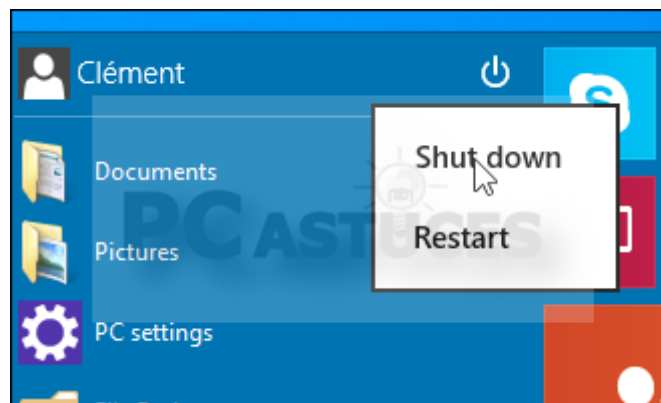 Clément
Documents
Shut down
PC ASTUCES
Pictures
Restart
PC settings